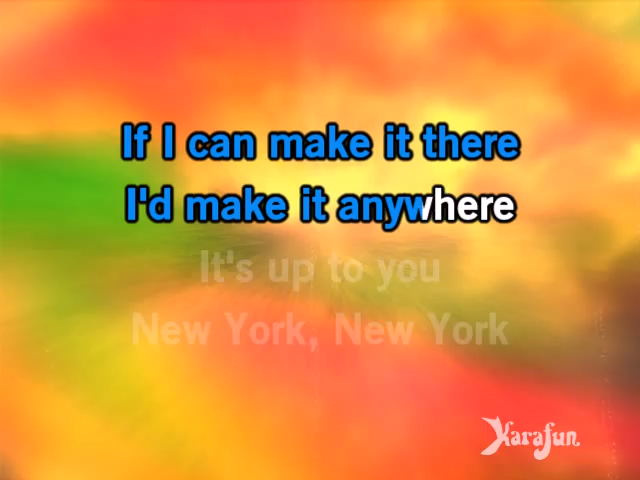 If I can make it there
I'd make it anywhere
It's up to you
New York, New York
Karafun